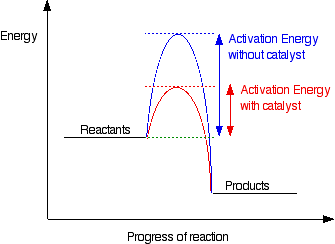 Energy
Activation Energy
without catalyst
Activation Energy
with catalyst
Reactants
Products
Progress of reaction